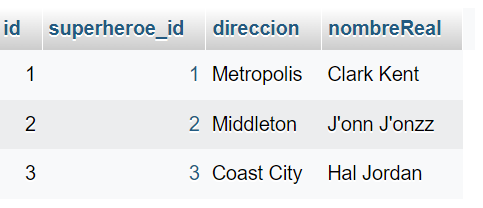 id superheroe_id direccion nombreReal
1 1 Metropolis Clark Kent
2 2 Middleton J'onn J'onzz
3 3 Coast City Hal Jordan